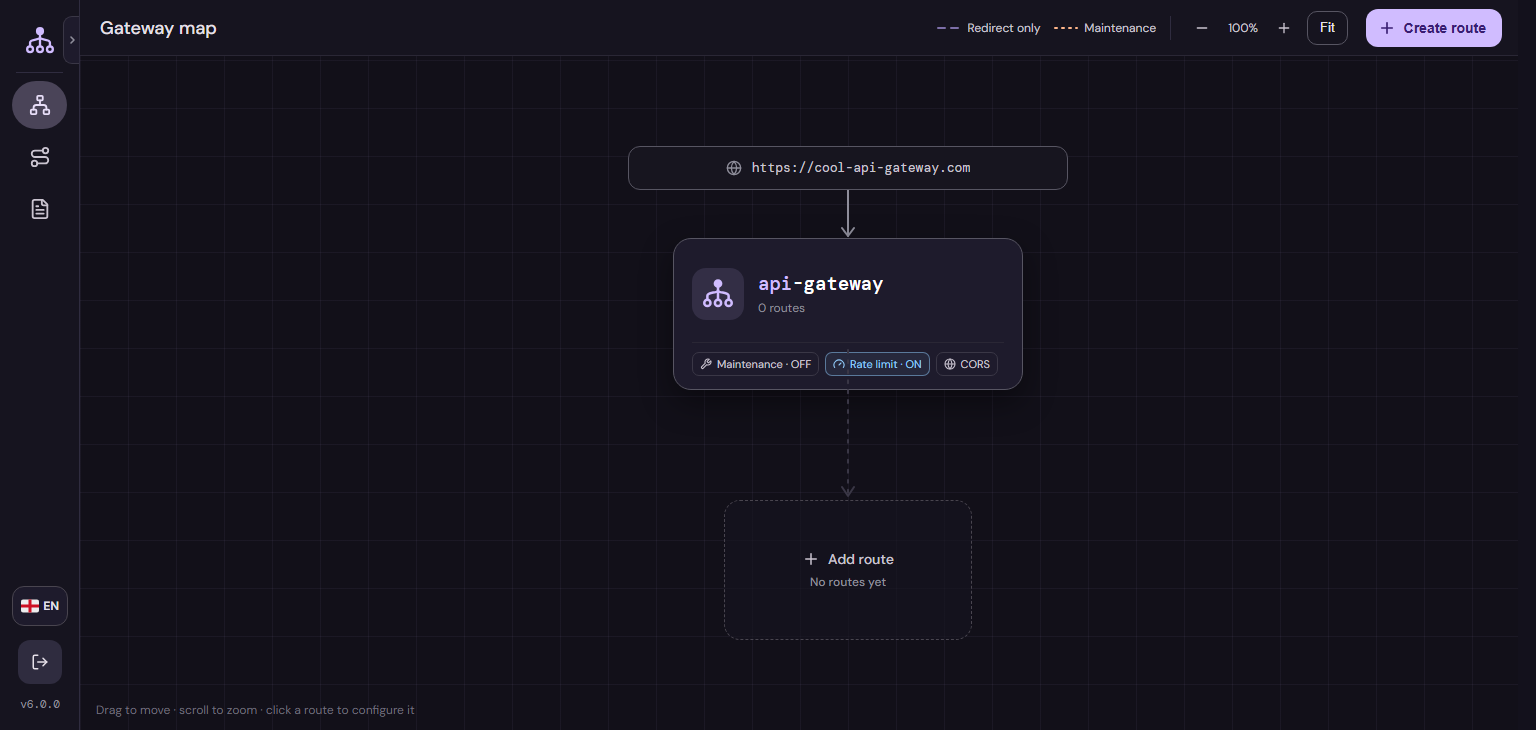 Gateway map
Redirect only
Maintenance
100%
Fit
Create route
https://cool-api-gateway.com
api-gateway
0 routes
Maintenance · OFF
Rate limit · ON
CORS
Add route
No routes yet
EN
v6.0.0
Drag to move · scroll to zoom · click a route to configure it